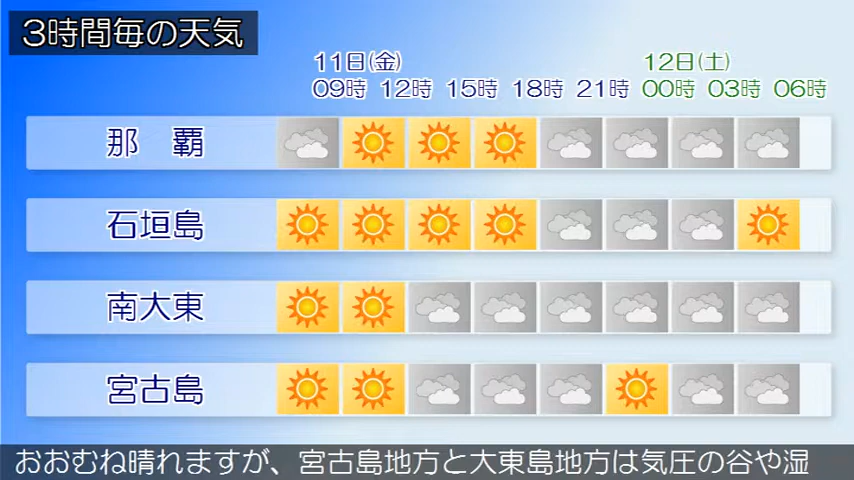 3時間毎の天気
11日(金) 12日(土)
09時 12時 15時 18時 21時 00時 03時 06時
那覇
石垣島
南大東
宮古島
おおむね晴れますが、宮古島地方と大東島地方は気圧の谷や湿